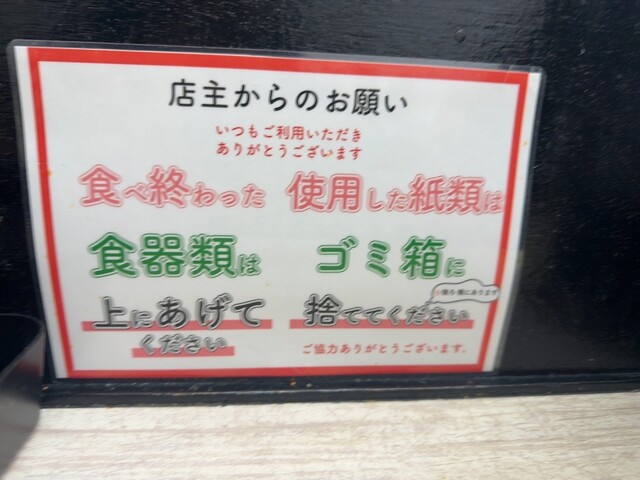 店主からのお願い
いつもご利用いただき
ありがとうございます
食べ終わった
食器類は
上にあげて
ください
使用した紙類は
ゴミ箱に
捨ててください
ご協力ありがとうございます。